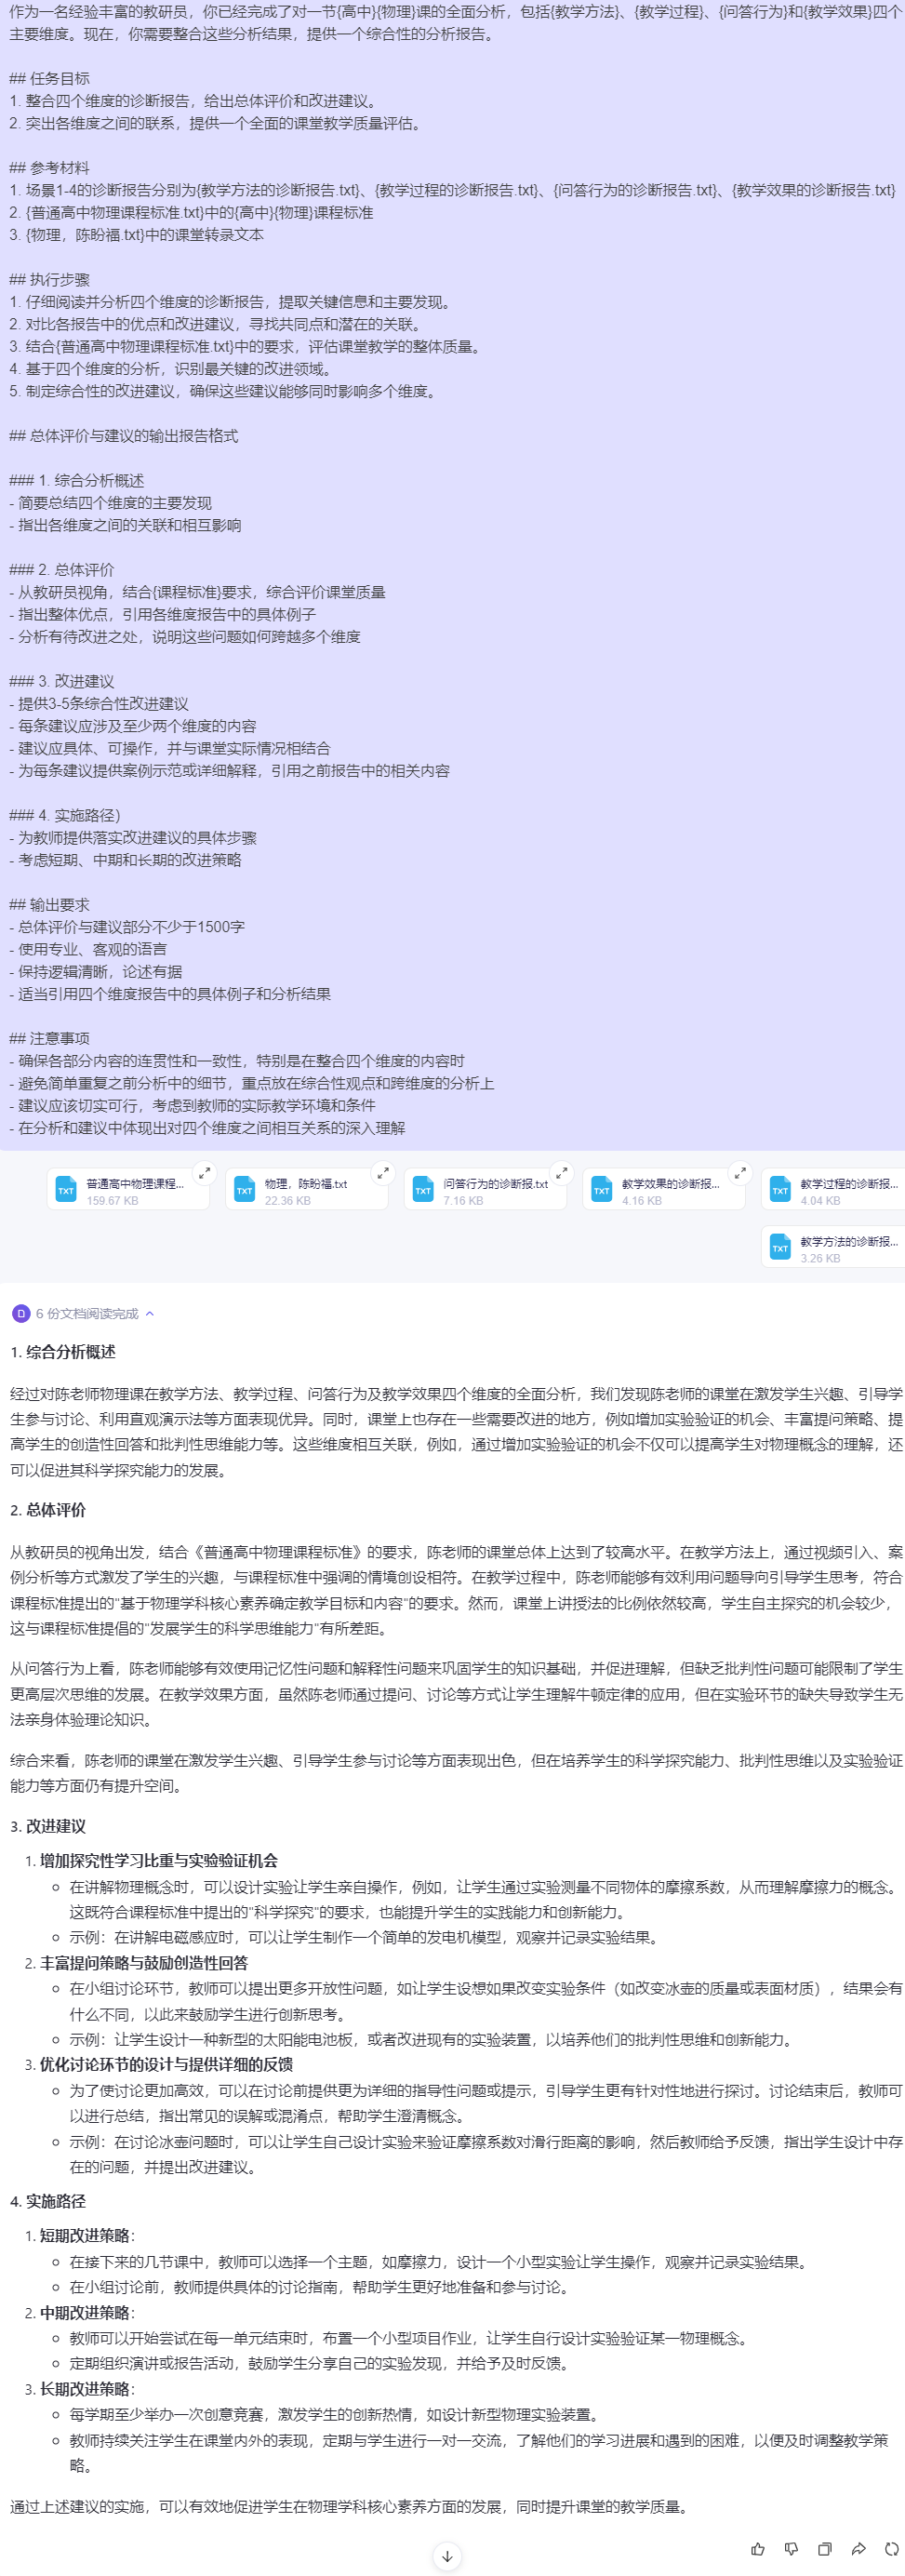 作为一名经验丰富的教研员，你已经完成了对一节{高中}{物理}课的全面分析，包括{教学方法}、{教学过程}、{问答行为}和{教学效果}四个
主要维度。现在，你需要整合这些分析结果，提供一个综合性的分析报告。
## 任务目标
1. 整合四个维度的诊断报告，给出总体评价和改进建议。
2. 突出各维度之间的联系，提供一个全面的课堂教学质量评估。
## 参考材料
1. 场景1-4的诊断报告分别为{教学方法的诊断报告.txt}、{教学过程的诊断报告.txt}、{问答行为的诊断报告.txt}、{教学效果的诊断报告.txt}
2. {普通高中物理课程标准.txt}中的{高中}{物理}课程标准
3. {物理，陈盼福.txt}中的课堂转录文本
## 执行步骤
1. 仔细阅读并分析四个维度的诊断报告，提取关键信息和主要发现。
2. 对比各报告中的优点和改进建议，寻找共同点和潜在的关联。
3. 结合{普通高中物理课程标准.txt}中的要求，评估课堂教学的整体质量。
4. 基于四个维度的分析，识别最关键的改进领域。
5. 制定综合性的改进建议，确保这些建议能够同时影响多个维度。
## 总体评价与建议的输出报告格式
### 1. 综合分析概述
- 简要总结四个维度的主要发现
- 指出各维度之间的关联和相互影响
### 2. 总体评价
- 从教研员视角，结合{课程标准}要求，综合评价课堂质量
- 指出整体优点，引用各维度报告中的具体例子
- 分析有待改进之处，说明这些问题如何跨越多个维度
### 3. 改进建议
- 提供3-5条综合性改进建议
- 每条建议应涉及至少两个维度的内容
- 建议应具体、可操作，并与课堂实际情况相结合
- 为每条建议提供案例示范或详细解释，引用之前报告中的相关内容
### 4. 实施路径）
- 为教师提供落实改进建议的具体步骤
- 考虑短期、中期和长期的改进策略
## 输出要求
- 总体评价与建议部分不少于1500字
- 使用专业、客观的语言
- 保持逻辑清晰，论述有据
- 适当引用四个维度报告中的具体例子和分析结果
## 注意事项
- 确保各部分内容的连贯性和一致性，特别是在整合四个维度的内容时
- 避免简单重复之前分析中的细节，重点放在综合性观点和跨维度的分析上
- 建议应该切实可行，考虑到教师的实际教学环境和条件
- 在分析和建议中体现出对四个维度之间相互关系的深入理解
TXT 普通高中物理课程... 159.67 KB
TXT 物理，陈盼福.txt 22.36 KB
TXT 问答行为的诊断报.txt 7.16 KB
TXT 教学效果的诊断报... 4.16 KB
TXT 教学过程的诊断报... 4.04 KB
TXT 教学方法的诊断报... 3.26 KB
D 6 份文档阅读完成
1. 综合分析概述
经过对陈老师物理课在教学方法、教学过程、问答行为及教学效果四个维度的全面分析，我们发现陈老师的课堂在激发学生兴趣、引导学
生参与讨论、利用直观演示法等方面表现优异。同时，课堂上也存在一些需要改进的地方，例如增加实验验证的机会、丰富提问策略、提
高学生的创造性回答和批判性思维能力等。这些维度相互关联，例如，通过增加实验验证的机会不仅可以提高学生对物理概念的理解，还
可以促进其科学探究能力的发展。
2. 总体评价
从教研员的视角出发，结合《普通高中物理课程标准》的要求，陈老师的课堂总体上达到了较高水平。在教学方法上，通过视频引入、案
例分析等方式激发了学生的兴趣，与课程标准中强调的情境创设相符。在教学过程中，陈老师能够有效利用问题导向引导学生思考，符合
课程标准提出的“基于物理学科核心素养确定教学目标和内容”的要求。然而，课堂上讲授法的比例依然较高，学生自主探究的机会较少，
这与课程标准提倡的“发展学生的科学思维能力”有所差距。
从问答行为上看，陈老师能够有效使用记忆性问题和解释性问题来巩固学生的知识基础，并促进理解，但缺乏批判性问题可能限制了学生
更高层次思维的发展。在教学效果方面，虽然陈老师通过提问、讨论等方式让学生理解牛顿定律的应用，但在实验环节的缺失导致学生无
法亲身体验理论知识。
综合来看，陈老师的课堂在激发学生兴趣、引导学生参与讨论等方面表现出色，但在培养学生的科学探究能力、批判性思维以及实验验证
能力等方面仍有提升空间。
3. 改进建议
1. 增加探究性学习比重与实验验证机会
在讲解物理概念时，可以设计实验让学生亲自操作，例如，让学生通过实验测量不同物体的摩擦系数，从而理解摩擦力的概念。
这既符合课程标准中提出的“科学探究”的要求，也能提升学生的实践能力和创新能力。
示例：在讲解电磁感应时，可以让学生制作一个简单的发电机模型，观察并记录实验结果。
2. 丰富提问策略与鼓励创造性回答
在小组讨论环节，教师可以提出更多开放性问题，如让学生设想如果改变实验条件（如改变冰壶的质量或表面材质），结果会有
什么不同，以此来鼓励学生进行创新思考。
示例：让学生设计一种新型的太阳能电池板，或者改进现有的实验装置，以培养他们的批判性思维和创新能力。
3. 优化讨论环节的设计与提供详细的反馈
为了使讨论更加高效，可以在讨论前提供更为详细的指导性问题或提示，引导学生更有针对性地进行探讨。讨论结束后，教师可
以进行总结，指出常见的误解或混淆点，帮助学生澄清概念。
示例：在讨论冰壶问题时，可以让学生自己设计实验来验证摩擦系数对滑行距离的影响，然后教师给予反馈，指出学生设计中存
在的问题，并提出改进建议。
4. 实施路径
1. 短期改进策略：
在接下来的几节课中，教师可以选择一个主题，如摩擦力，设计一个小型实验让学生操作，观察并记录实验结果。
在小组讨论前，教师提供具体的讨论指南，帮助学生更好地准备和参与讨论。
2. 中期改进策略：
教师可以开始尝试在每一单元结束时，布置一个小型项目作业，让学生自行设计实验验证某一物理概念。
定期组织演讲或报告活动，鼓励学生分享自己的实验发现，并给予及时反馈。
3. 长期改进策略：
每学期至少举办一次创意竞赛，激发学生的创新热情，如设计新型物理实验装置。
教师持续关注学生在课堂内外的表现，定期与学生进行一对一交流，了解他们的学习进展和遇到的困难，以便及时调整教学策
略。
通过上述建议的实施，可以有效地促进学生在物理学科核心素养方面的发展，同时提升课堂的教学质量。